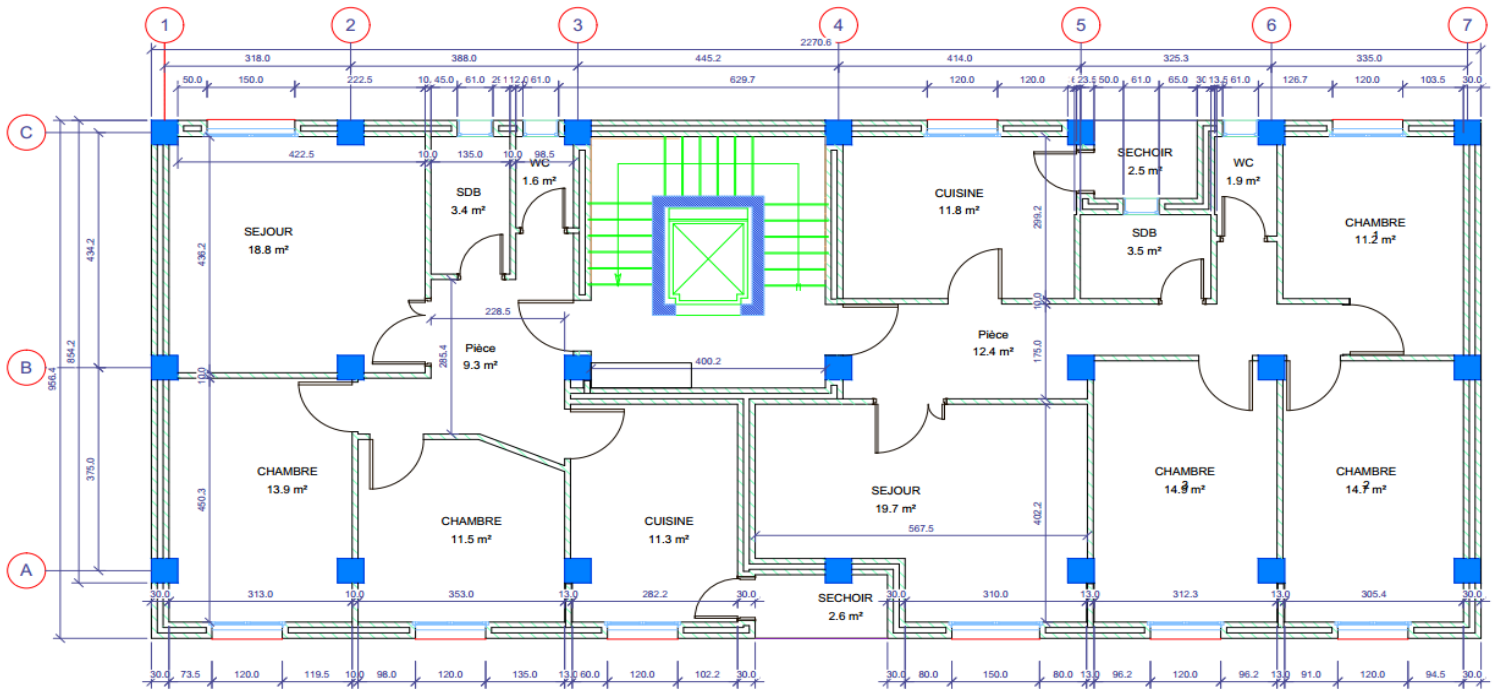 1 2 3 4 5 6 7
2270.6
318.0 388.0 445.2 414.0 325.3 335.0
50.0 150.0 222.5 45.0 61.0 61.0 629.7 120.0 120.0 23.5 50.0 61.0 65.0 13.5 61.0 126.7 120.0 103.5 30.0
C
422.5 10.0 135.0 10.0 98.5
WC
1.6 m²
SECHOIR
2.5 m²
WC
1.9 m²
SDB
3.4 m²
CUISINE
11.8 m²
299.2
CHAMBRE
1
11.2 m²
SEJOUR
18.8 m²
SDB
3.5 m²
434.2
436.2
10.0
228.5
Pièce
9.3 m²
285.4
Pièce
12.4 m²
175.0
854.2
956.4
B
400.2
10.0
375.0
450.3
CHAMBRE
13.9 m²
CHAMBRE
11.5 m²
CUISINE
11.3 m²
SEJOUR
19.7 m²
402.2
567.5
CHAMBRE
3
14.9 m²
CHAMBRE
2
14.7 m²
A
SECHOIR
2.6 m²
30.0 313.0 10.0 353.0 13.0 282.2 30.0 30.0 310.0 13.0 312.3 13.0 305.4 30.0
30.0 73.5 120.0 119.5 10.0 98.0 120.0 135.0 13.0 60.0 120.0 102.2 30.0 30.0 80.0 150.0 80.0 13.0 96.2 120.0 96.2 13.0 91.0 120.0 94.5 30.0